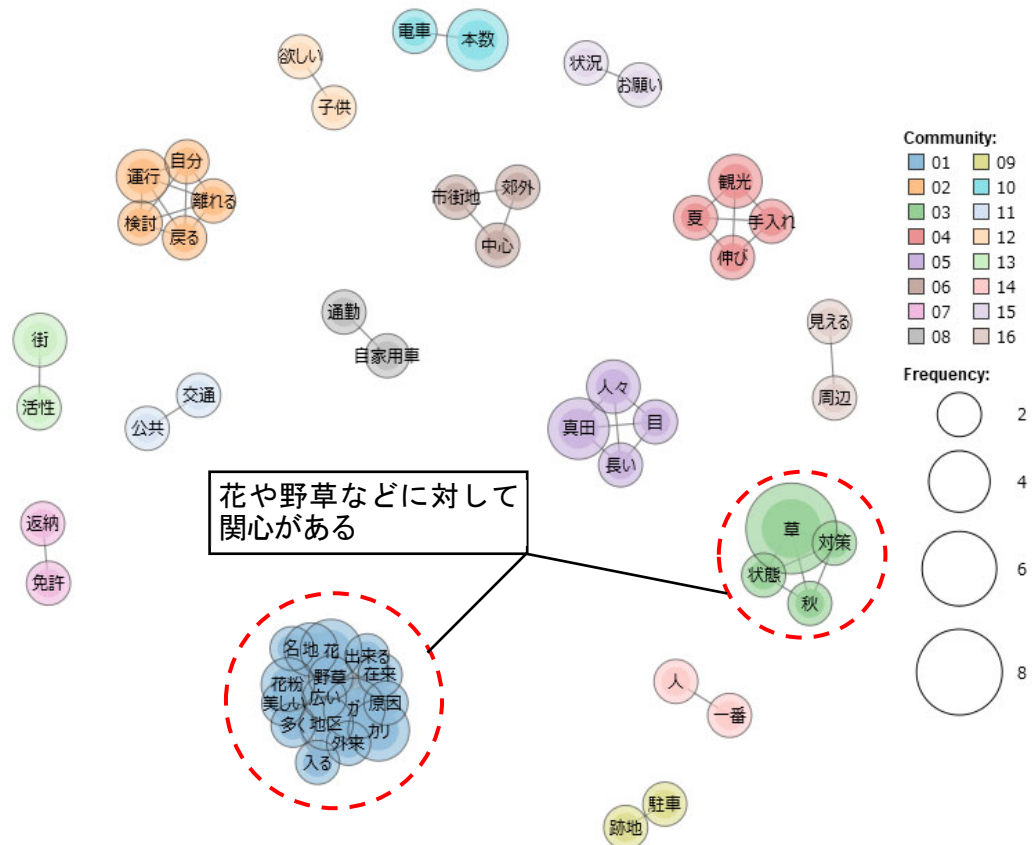 電車
本数
欲しい
子供
状況
お願い
運行
自分
離れる
検討
戻る
市街地
郊外
中心
観光
夏
手入れ
伸び
Community:
01 09
02 10
03 11
04 12
05 13
06 14
07 15
08 16
通勤
自家用車
見える
周辺
街
活性
交通
公共
人々
真田
目
長い
Frequency:
2
4
6
8
花や野草などに対して
関心がある
草
対策
状態
秋
返納
免許
名
地
花
出来る
野草
在来
花粉
美しい
広い
ガ
原因
多く
地区
カリ
外来
入る
人
一番
駐車
跡地